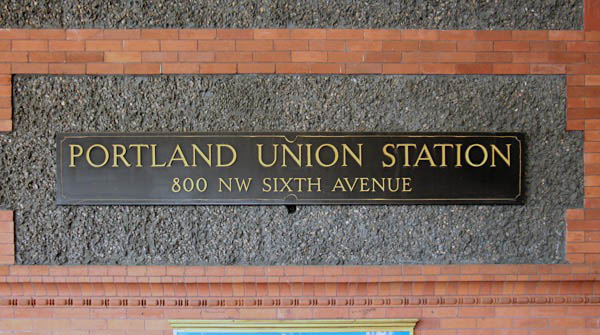 PORTLAND UNION STATION
800 NW SIXTH AVENUE